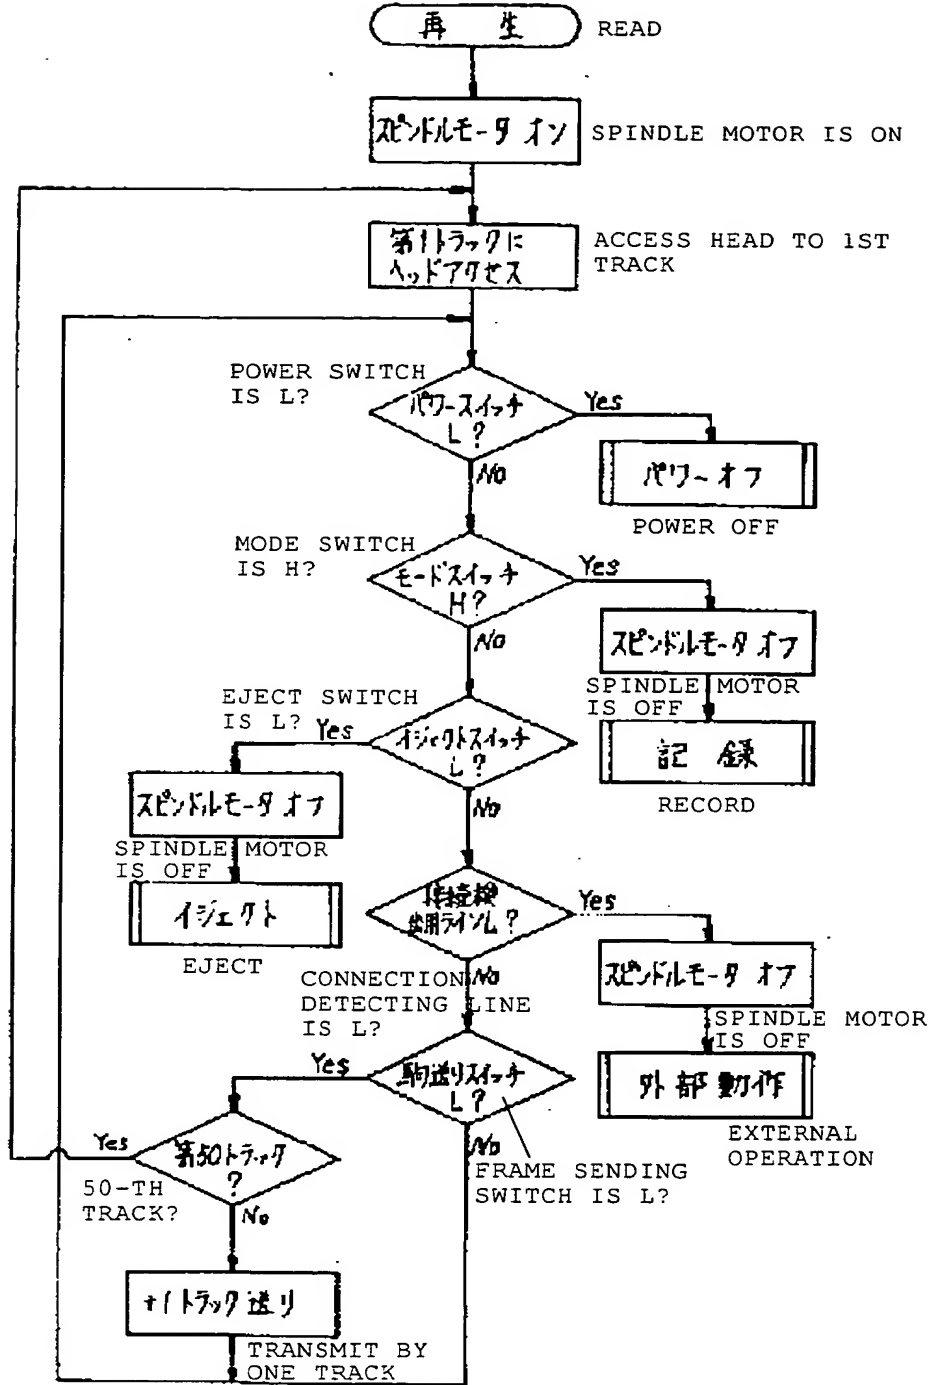 再 生
READ
スピンドルモータ オン
SPINDLE MOTOR IS ON
第1トラックに
ヘッドアクセス
ACCESS HEAD TO 1ST
TRACK
POWER SWITCH
IS L?
パワースイッチ
L?
Yes
No
パワーオフ
POWER OFF
MODE SWITCH
IS H?
モードスイッチ
H?
Yes
No
スピンドルモータ オフ
SPINDLE MOTOR
IS OFF
記 録
RECORD
EJECT SWITCH
IS L?
Yes
イジェクトスイッチ
L?
No
スピンドルモータ オフ
SPINDLE MOTOR
IS OFF
イジェクト
EJECT
接続検
出用ラインL?
Yes
No
CONNECTION
DETECTING LINE
IS L?
スピンドルモータ オフ
SPINDLE MOTOR
IS OFF
外部動作
EXTERNAL
OPERATION
駒送りスイッチ
L?
Yes
No
FRAME SENDING
SWITCH IS L?
第50トラック
?
Yes
No
50-TH
TRACK?
+1トラック送り
TRANSMIT BY
ONE TRACK